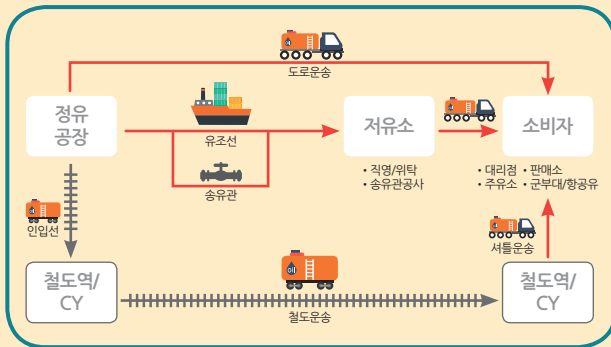 도로운송
정유
공장
유조선
송유관
저유소
• 직영/위탁
• 송유관공사
소비자
• 대리점 • 판매소
• 주유소 • 군부대/항공유
인입선
셔틀운송
철도역/
CY
oil
철도운송
철도역/
CY